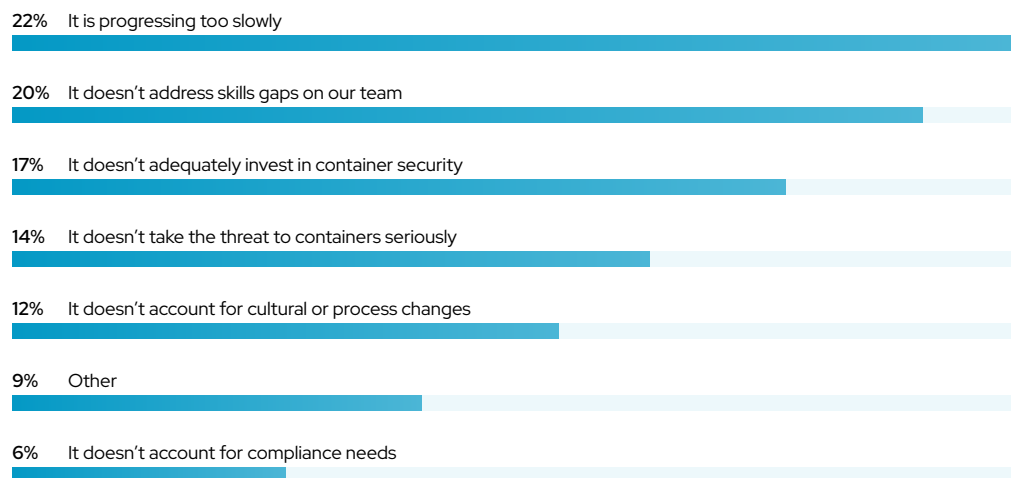 22% It is progressing too slowly
20% It doesn’t address skills gaps on our team
17% It doesn’t adequately invest in container security
14% It doesn’t take the threat to containers seriously
12% It doesn’t account for cultural or process changes
9% Other
6% It doesn’t account for compliance needs